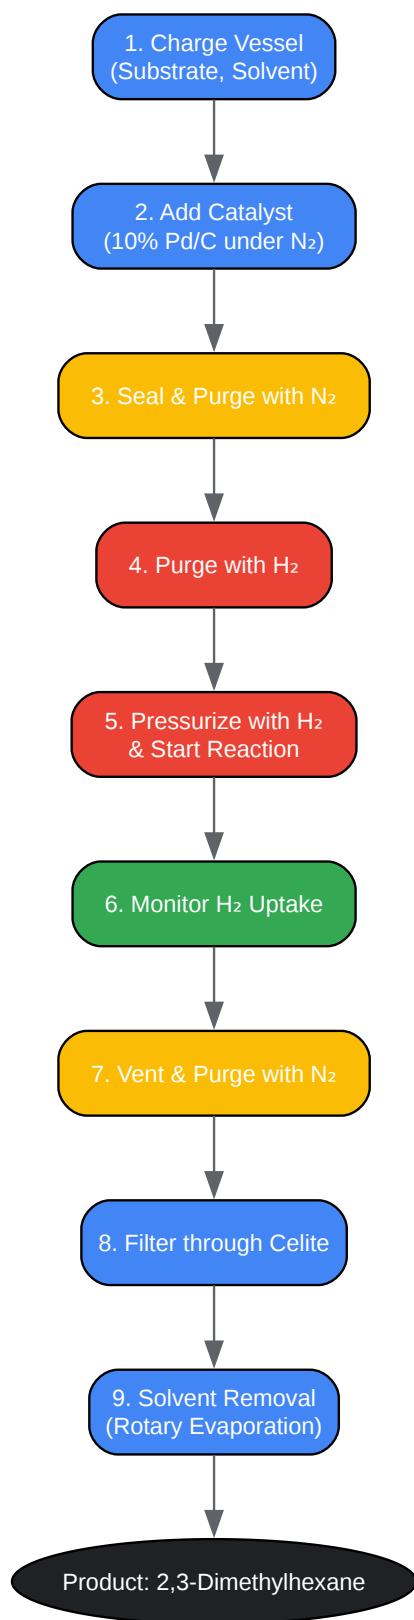 1. Charge Vessel
(Substrate, Solvent)
2. Add Catalyst
(10% Pd/C under N₂)
3. Seal & Purge with N₂
4. Purge with H₂
5. Pressurize with H₂
& Start Reaction
6. Monitor H₂ Uptake
7. Vent & Purge with N₂
8. Filter through Celite
9. Solvent Removal
(Rotary Evaporation)
Product: 2,3-Dimethylhexane